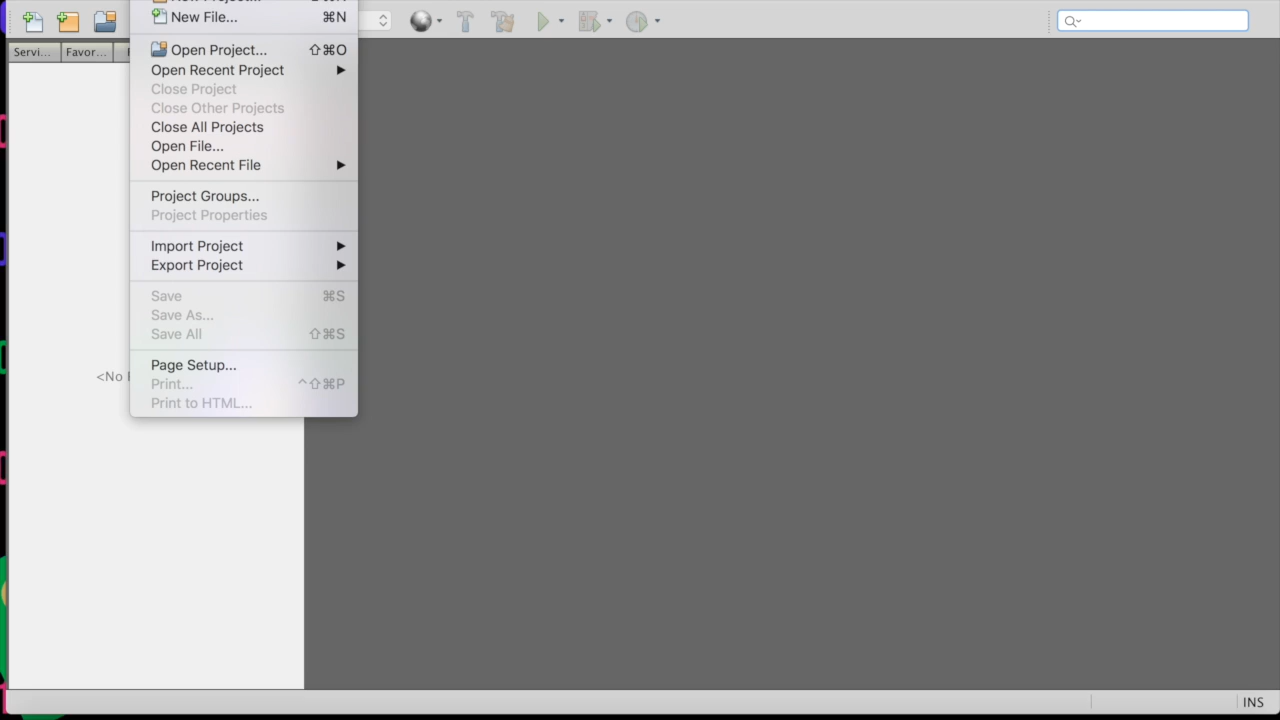 New File... ⌘N
Servi... Favor...
Open Project... ⇧⌘O
Open Recent Project ▶
Close Project
Close Other Projects
Close All Projects
Open File...
Open Recent File ▶
Project Groups...
Project Properties
Import Project ▶
Export Project ▶
Save ⌘S
Save As...
Save All ⇧⌘S
Page Setup...
<No
Print... ^⇧⌘P
Print to HTML...
INS